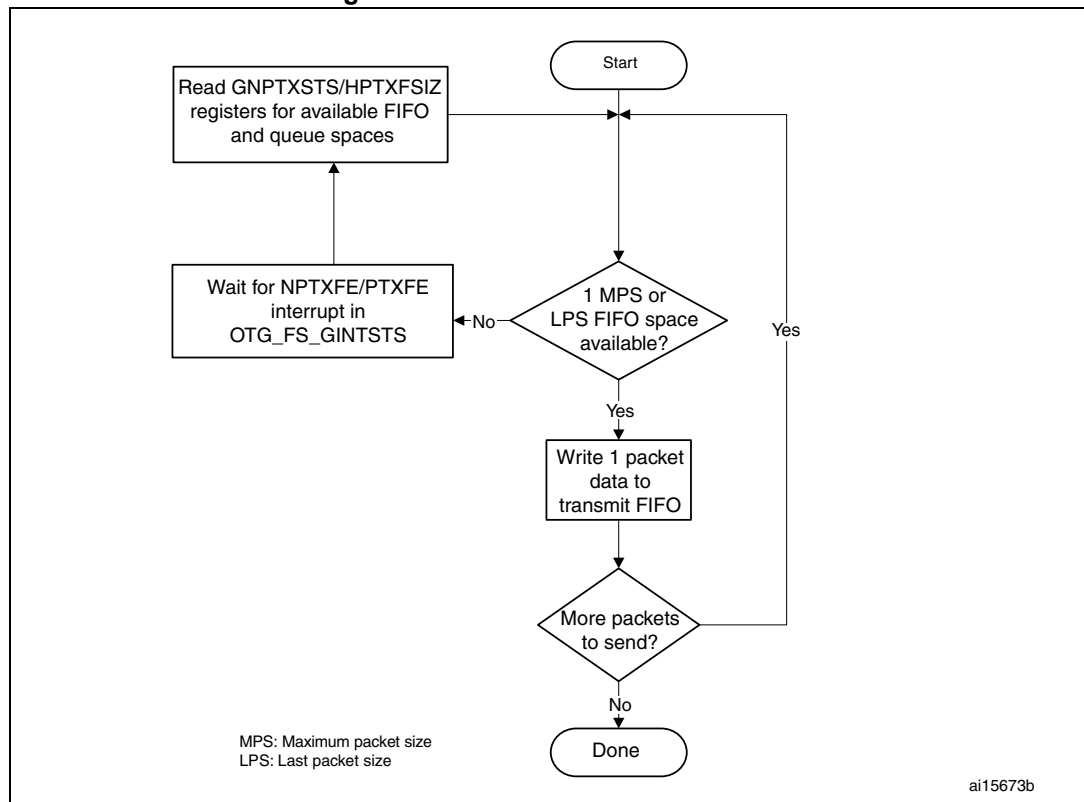 Start
Read GNPTXSTS/HPTXFSIZ
registers for available FIFO
and queue spaces
Wait for NPTXFE/PTXFE
interrupt in
OTG_FS_GINTSTS
No
1 MPS or
LPS FIFO space
available?
Yes
Yes
Write 1 packet
data to
transmit FIFO
More packets
to send?
No
Done
MPS: Maximum packet size
LPS: Last packet size
ai15673b